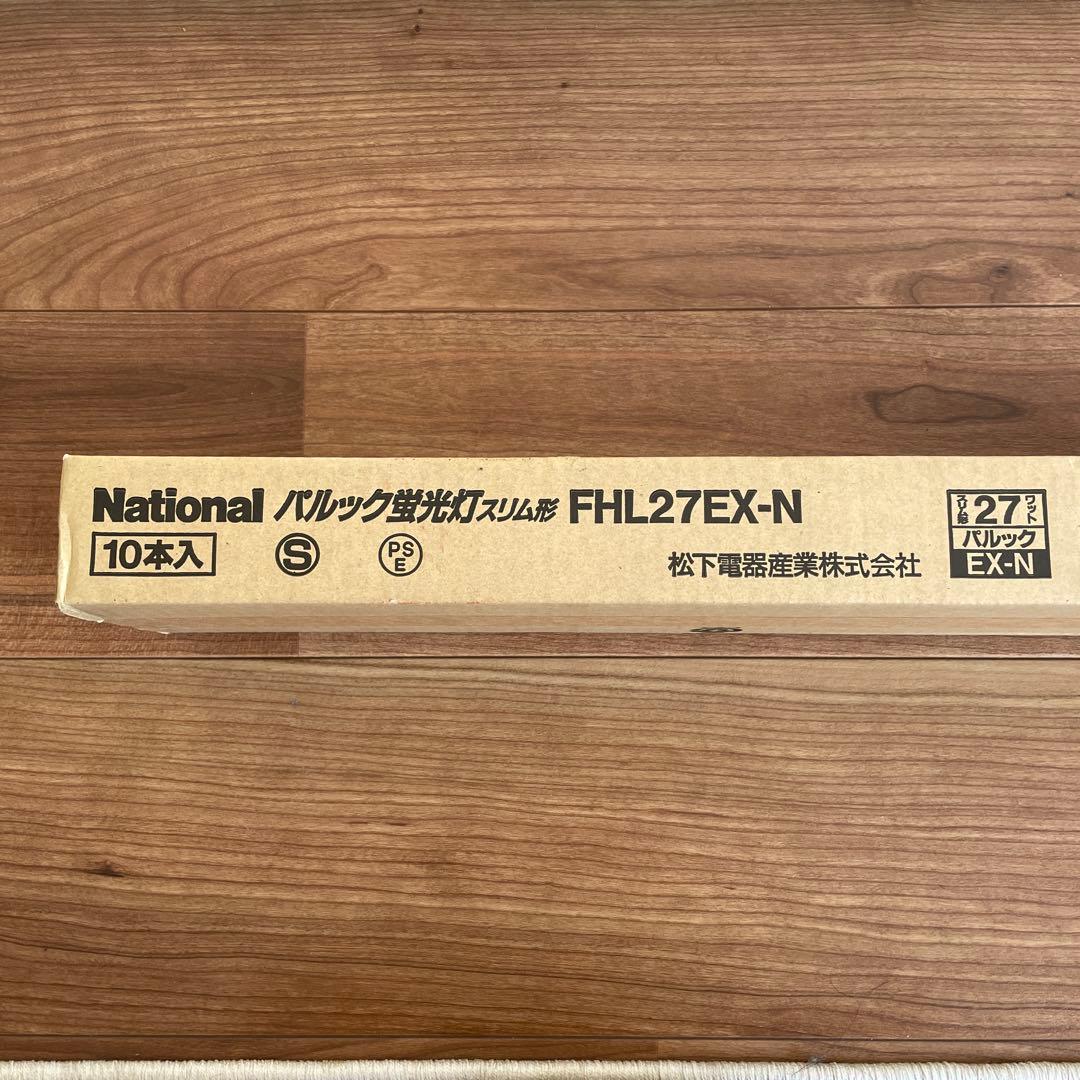 National パルック蛍光灯スリム形 FHL27EX-N
10本入 S PSE
松下電器産業株式会社
スリム形 27 ワット
パルック
EX-N